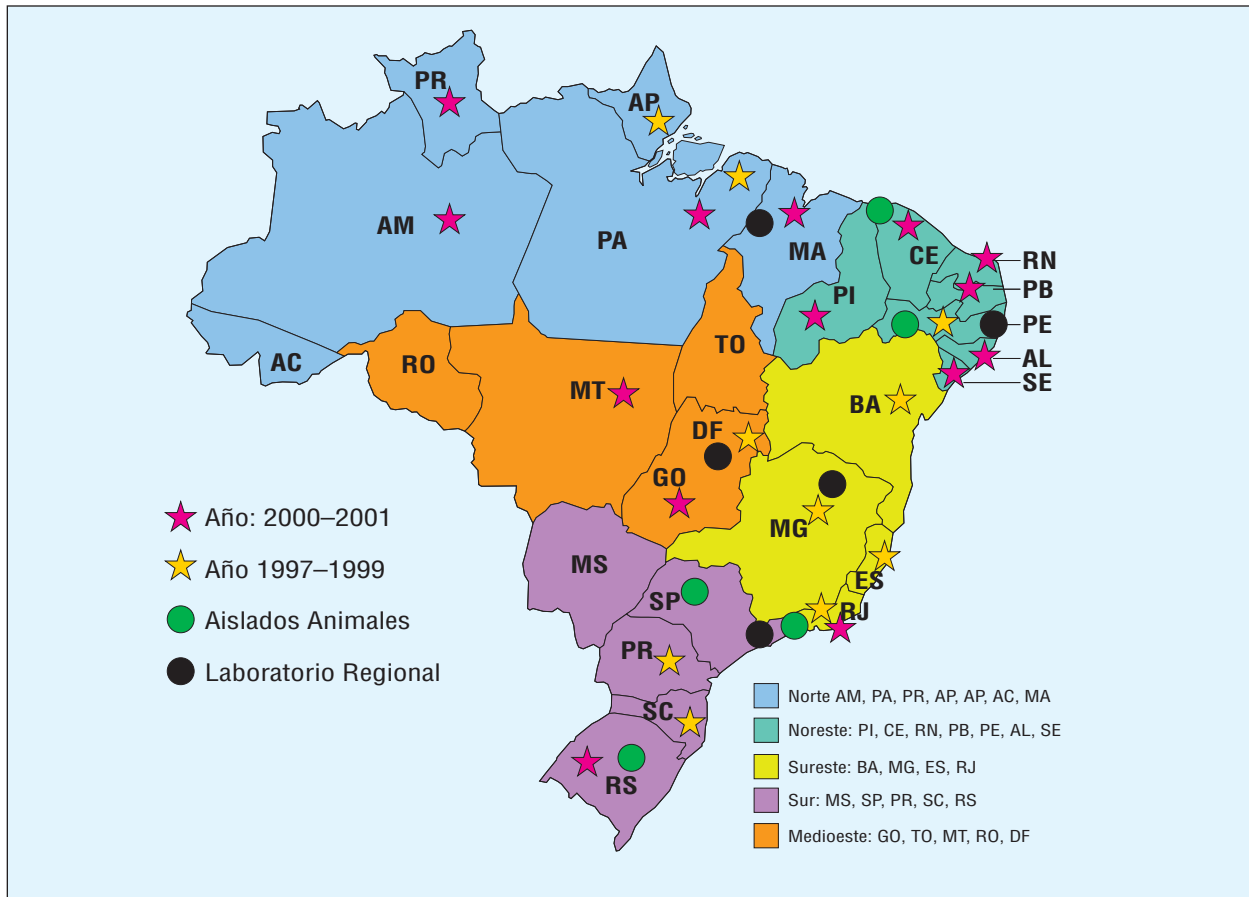 PR
AP
AM
PA
MA
CE
RN
PB
PI
PE
TO
AL
AC
RO
SE
MT
BA
DF
GO
MG
MS
ES
SP
RJ
PR
SC
RS
Año: 2000–2001
Año 1997–1999
Aislados Animales
Laboratorio Regional
Norte AM, PA, PR, AP, AP, AC, MA
Noreste: PI, CE, RN, PB, PE, AL, SE
Sureste: BA, MG, ES, RJ
Sur: MS, SP, PR, SC, RS
Medioeste: GO, TO, MT, RO, DF